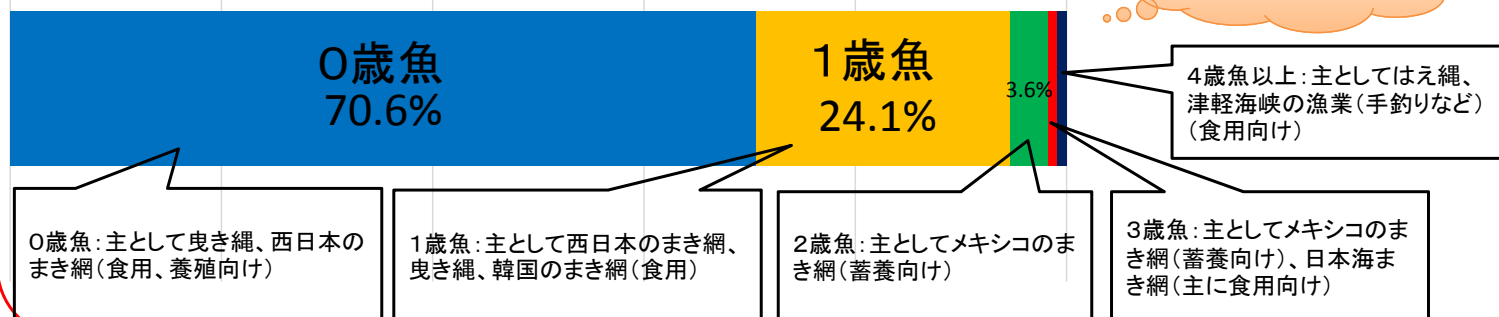 0歳魚
70.6%
1歳魚
24.1%
3.6%
4歳魚以上：主としてはえ縄、
津軽海峡の漁業（手釣りなど）
（食用向け）
0歳魚：主として曳き縄、西日本の
まき網（食用、養殖向け）
1歳魚：主として西日本のまき網、
曳き縄、韓国のまき網（食用）
2歳魚：主としてメキシコのま
き網（蓄養向け）
3歳魚：主としてメキシコのま
き網（蓄養向け）、日本海ま
き網（主に食用向け）